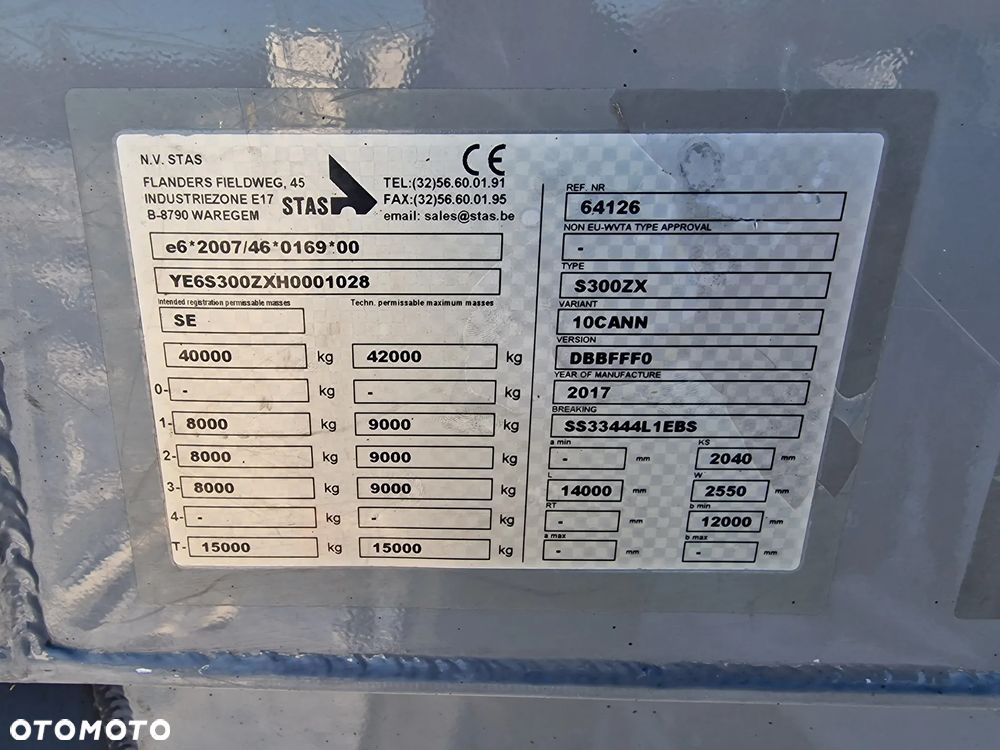 N.V. STAS
FLANDERS FIELDWEG, 45
INDUSTRIEZONE E17
B-8790 WAREGEM
STAS
CE
TEL:(32)56.60.01.91
FAX:(32)56.60.01.95
email: sales@stas.be
e6*2007/46*0169*00
YE6S300ZXH0001028
Intended registration permissable masses
Techn. permissable maximum masses
SE
40000 kg 42000 kg
0- - kg - kg
1- 8000 kg 9000 kg
2- 8000 kg 9000 kg
3- 8000 kg 9000 kg
4- - kg - kg
T- 15000 kg 15000 kg
REF. NR
64126
NON EU-WVTA TYPE APPROVAL
-
TYPE
S300ZX
VARIANT
10CANN
VERSION
DBBFFF0
YEAR OF MANUFACTURE
2017
BREAKING
SS33444L1EBS
a min KS
- mm 2040 mm
L W
14000 mm 2550 mm
RT b min
- mm 12000 mm
a max b max
- mm - mm
OTOMOTO